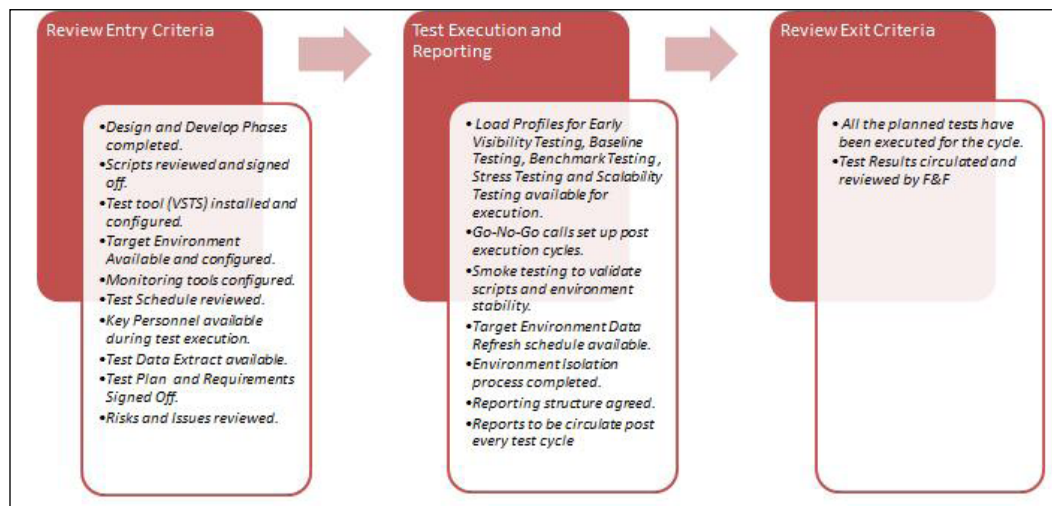 Review Entry Criteria
•Design and Develop Phases
completed.
•Scripts reviewed and signed
off.
•Test tool (VSTS) installed and
configured.
•Target Environment
Available and configured.
•Monitoring tools configured.
•Test Schedule reviewed.
•Key Personnel available
during test execution.
•Test Data Extract available.
•Test Plan and Requirements
Signed Off.
•Risks and Issues reviewed.
Test Execution and
Reporting
• Load Profiles for Early
Visibility Testing, Baseline
Testing, Benchmark Testing ,
Stress Testing and Scalability
Testing available for
execution.
•Go-No-Go calls set up post
execution cycles.
•Smoke testing to validate
scripts and environment
stability.
•Target Environment Data
Refresh schedule available.
•Environment Isolation
process completed.
•Reporting structure agreed.
•Reports to be circulate post
every test cycle
Review Exit Criteria
• All the planned tests have
been executed for the cycle.
•Test Results circulated and
reviewed by F&F